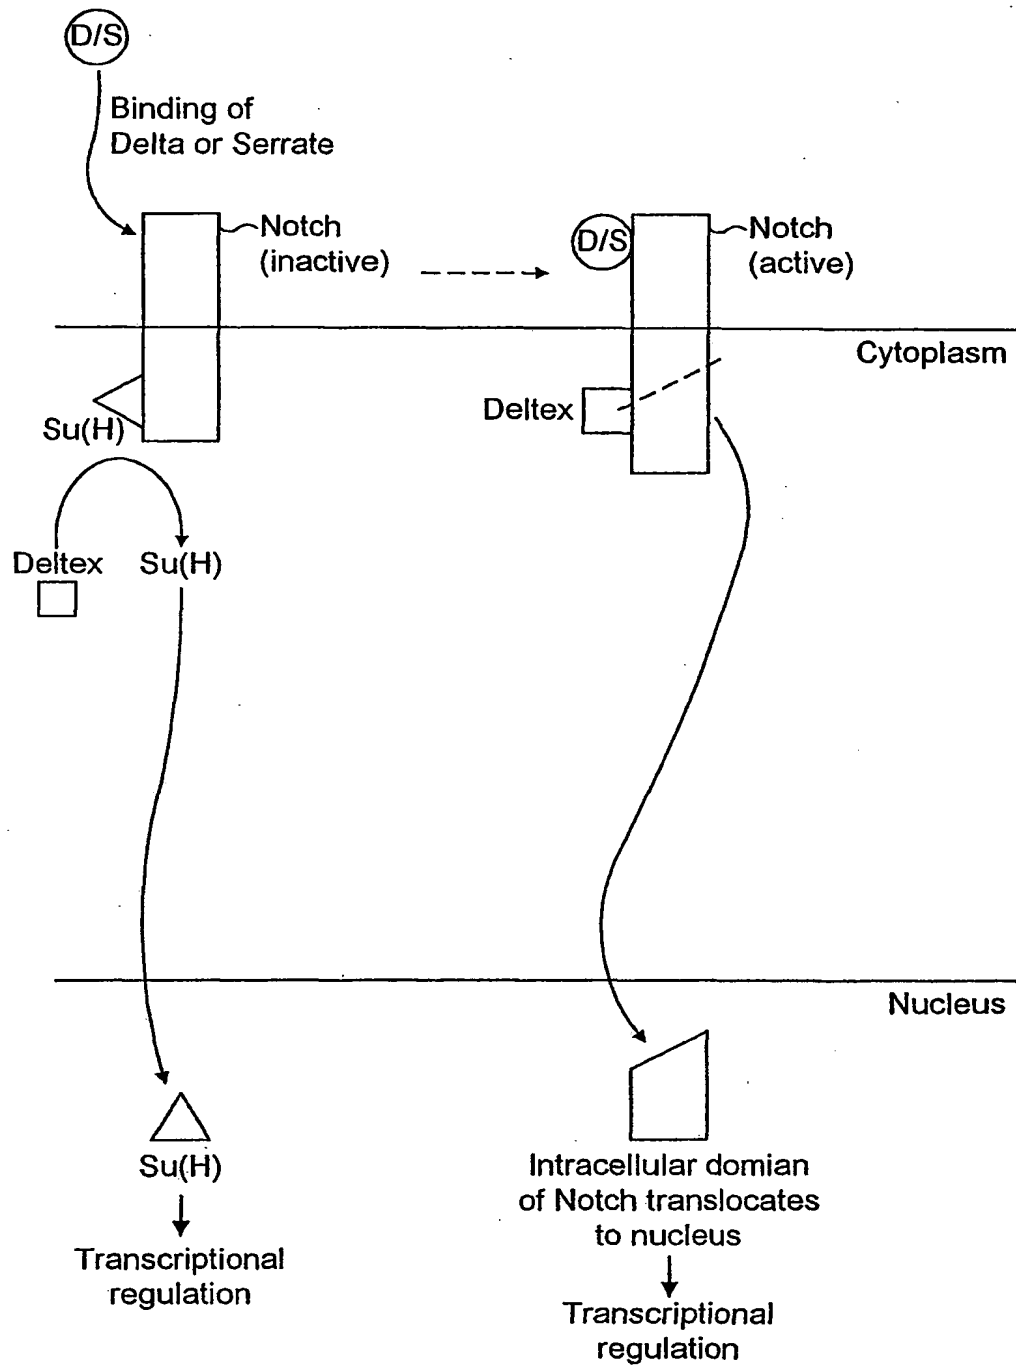 D/S
Binding of
Delta or Serrate
Notch
(inactive)
D/S
Notch
(active)
Cytoplasm
Su(H)
Deltex
Deltex
Su(H)
Nucleus
Su(H)
Transcriptional
regulation
Intracellular domian
of Notch translocates
to nucleus
Transcriptional
regulation